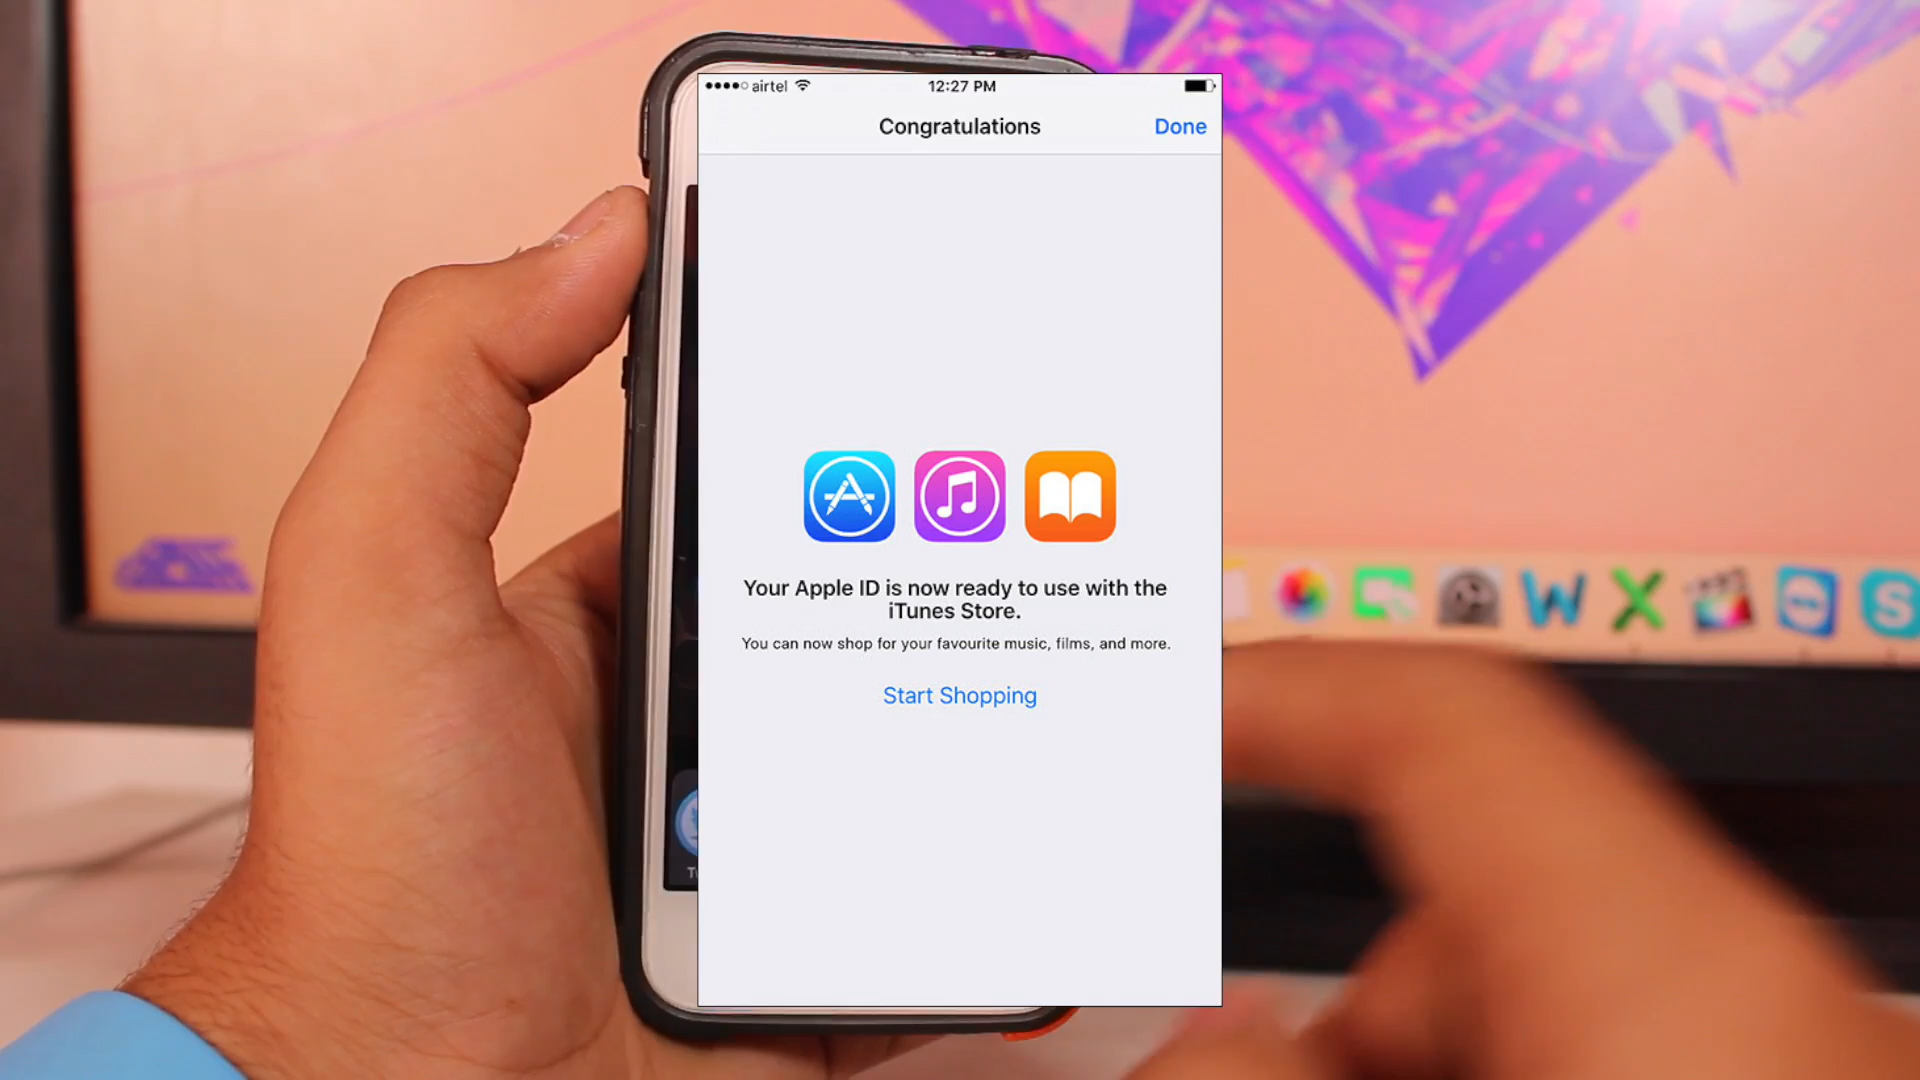 airtel 12:27 PM
Congratulations Done
Your Apple ID is now ready to use with the
iTunes Store.
You can now shop for your favourite music, films, and more.
Start Shopping